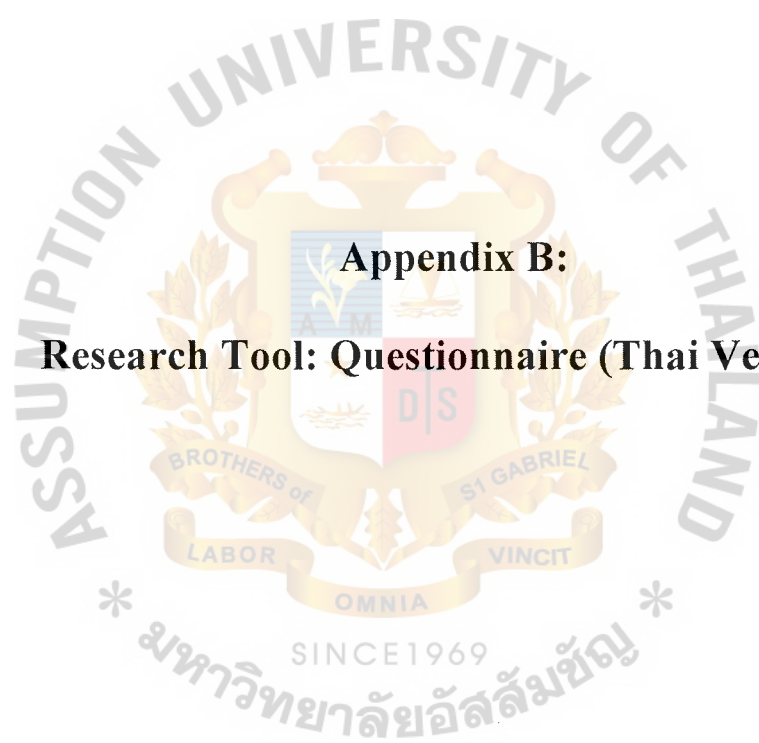 ASSUMPTION UNIVERSITY OF THAILAND
Appendix B:
A M
Research Tool: Questionnaire (Thai Ve
D S
BROTHERS of
S1 GABRIEL
LABOR
VINCIT
OMNIA
SINCE1969
มหาวิทยาลัยอัสสัมชัญ